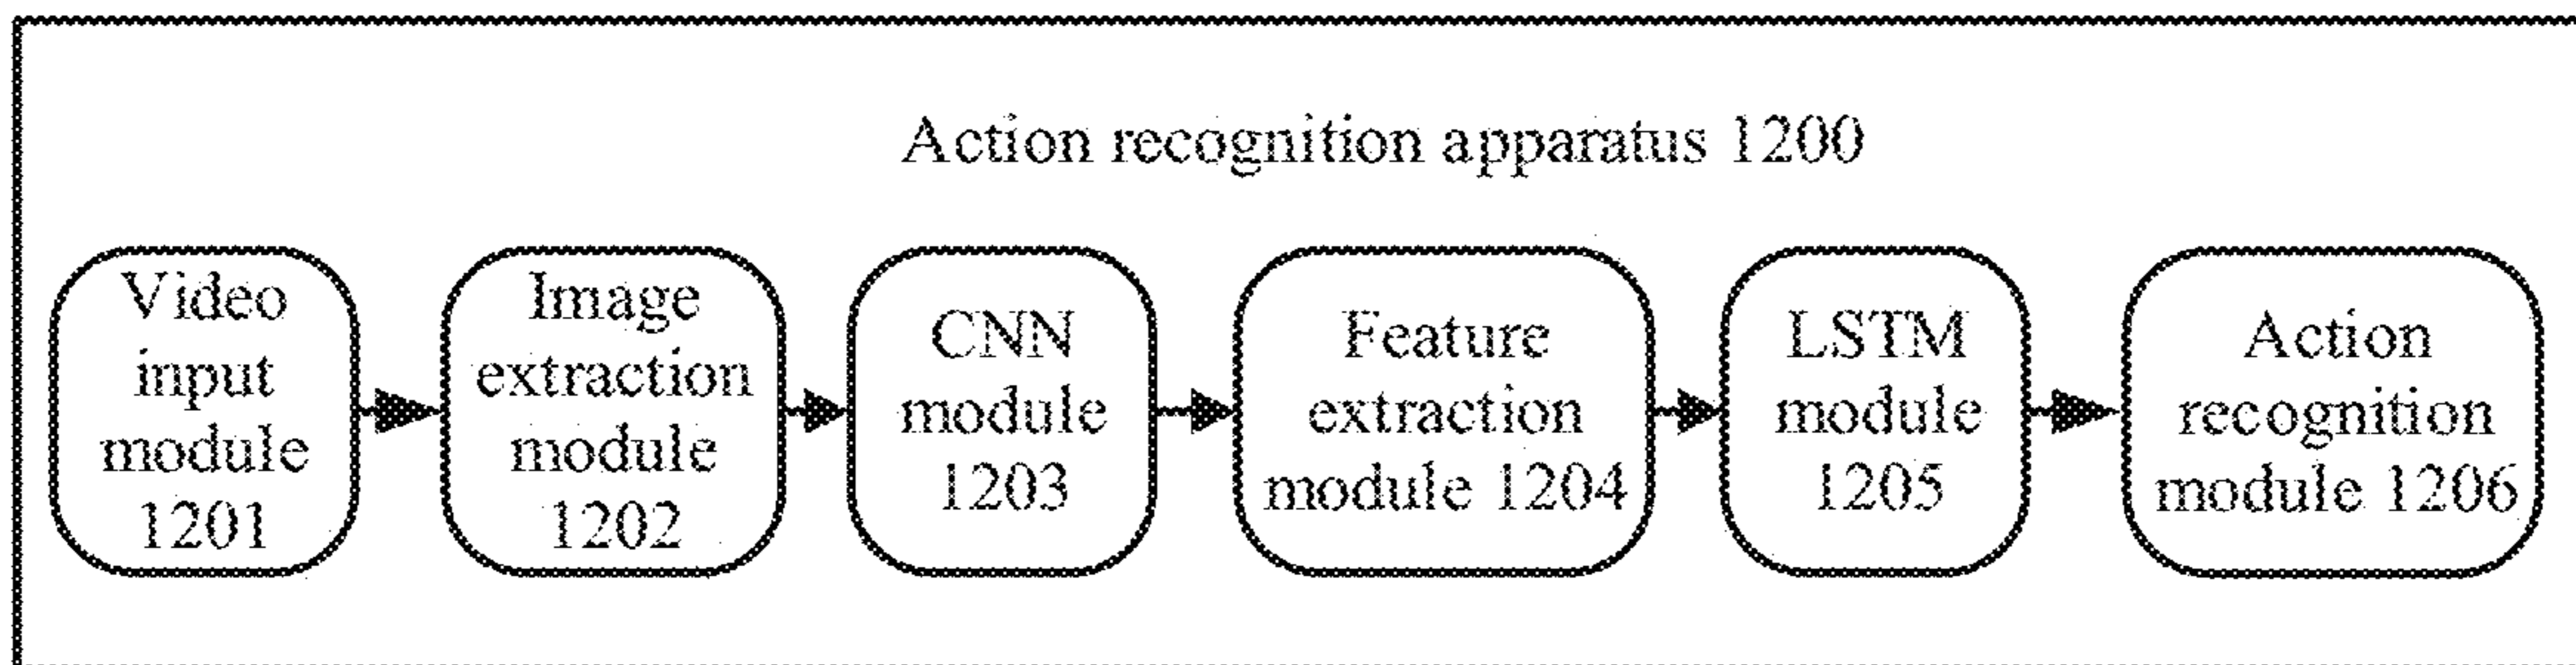 Action recognition apparatus 1200
Video
input
module
1201
Image
extraction
module
1202
CNN
module
1203
Feature
extraction
module 1204
LSTM
module
1205
Action
recognition
module 1206